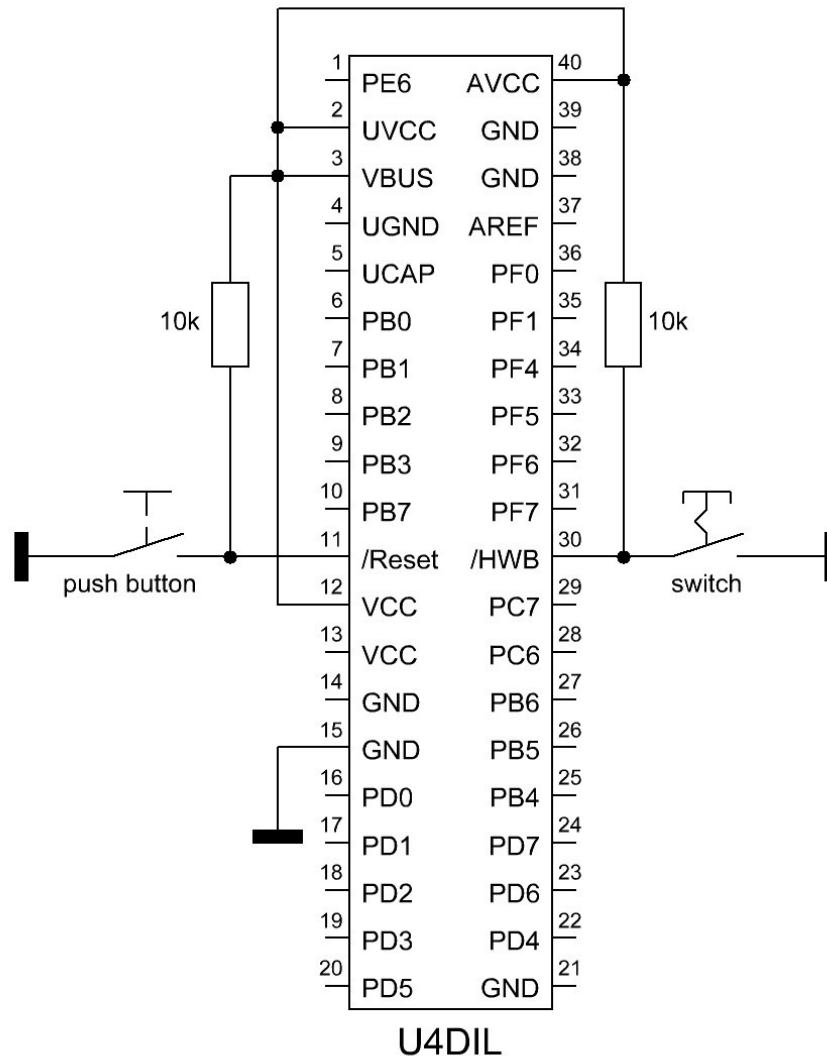 1 PE6 AVCC 40
2 UVCC GND 39
3 VBUS GND 38
4 UGND AREF 37
5 UCAP PF0 36
10k 6 PB0 PF1 35 10k
7 PB1 PF4 34
8 PB2 PF5 33
9 PB3 PF6 32
10 PB7 PF7 31
11 /Reset /HWB 30
push button switch
12 VCC PC7 29
13 VCC PC6 28
14 GND PB6 27
15 GND PB5 26
16 PD0 PB4 25
17 PD1 PD7 24
18 PD2 PD6 23
19 PD3 PD4 22
20 PD5 GND 21
U4DIL